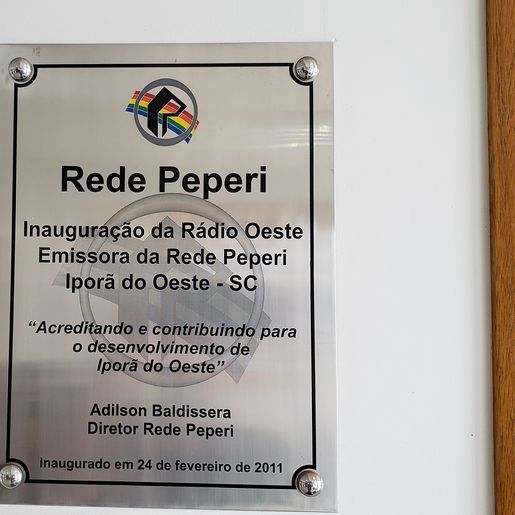 Rede Peperi
Inauguração da Rádio Oeste
Emissora da Rede Peperi
Iporã do Oeste - SC
“Acreditando e contribuindo para
o desenvolvimento de
Iporã do Oeste”
Adilson Baldissera
Diretor Rede Peperi
Inaugurado em 24 de fevereiro de 2011